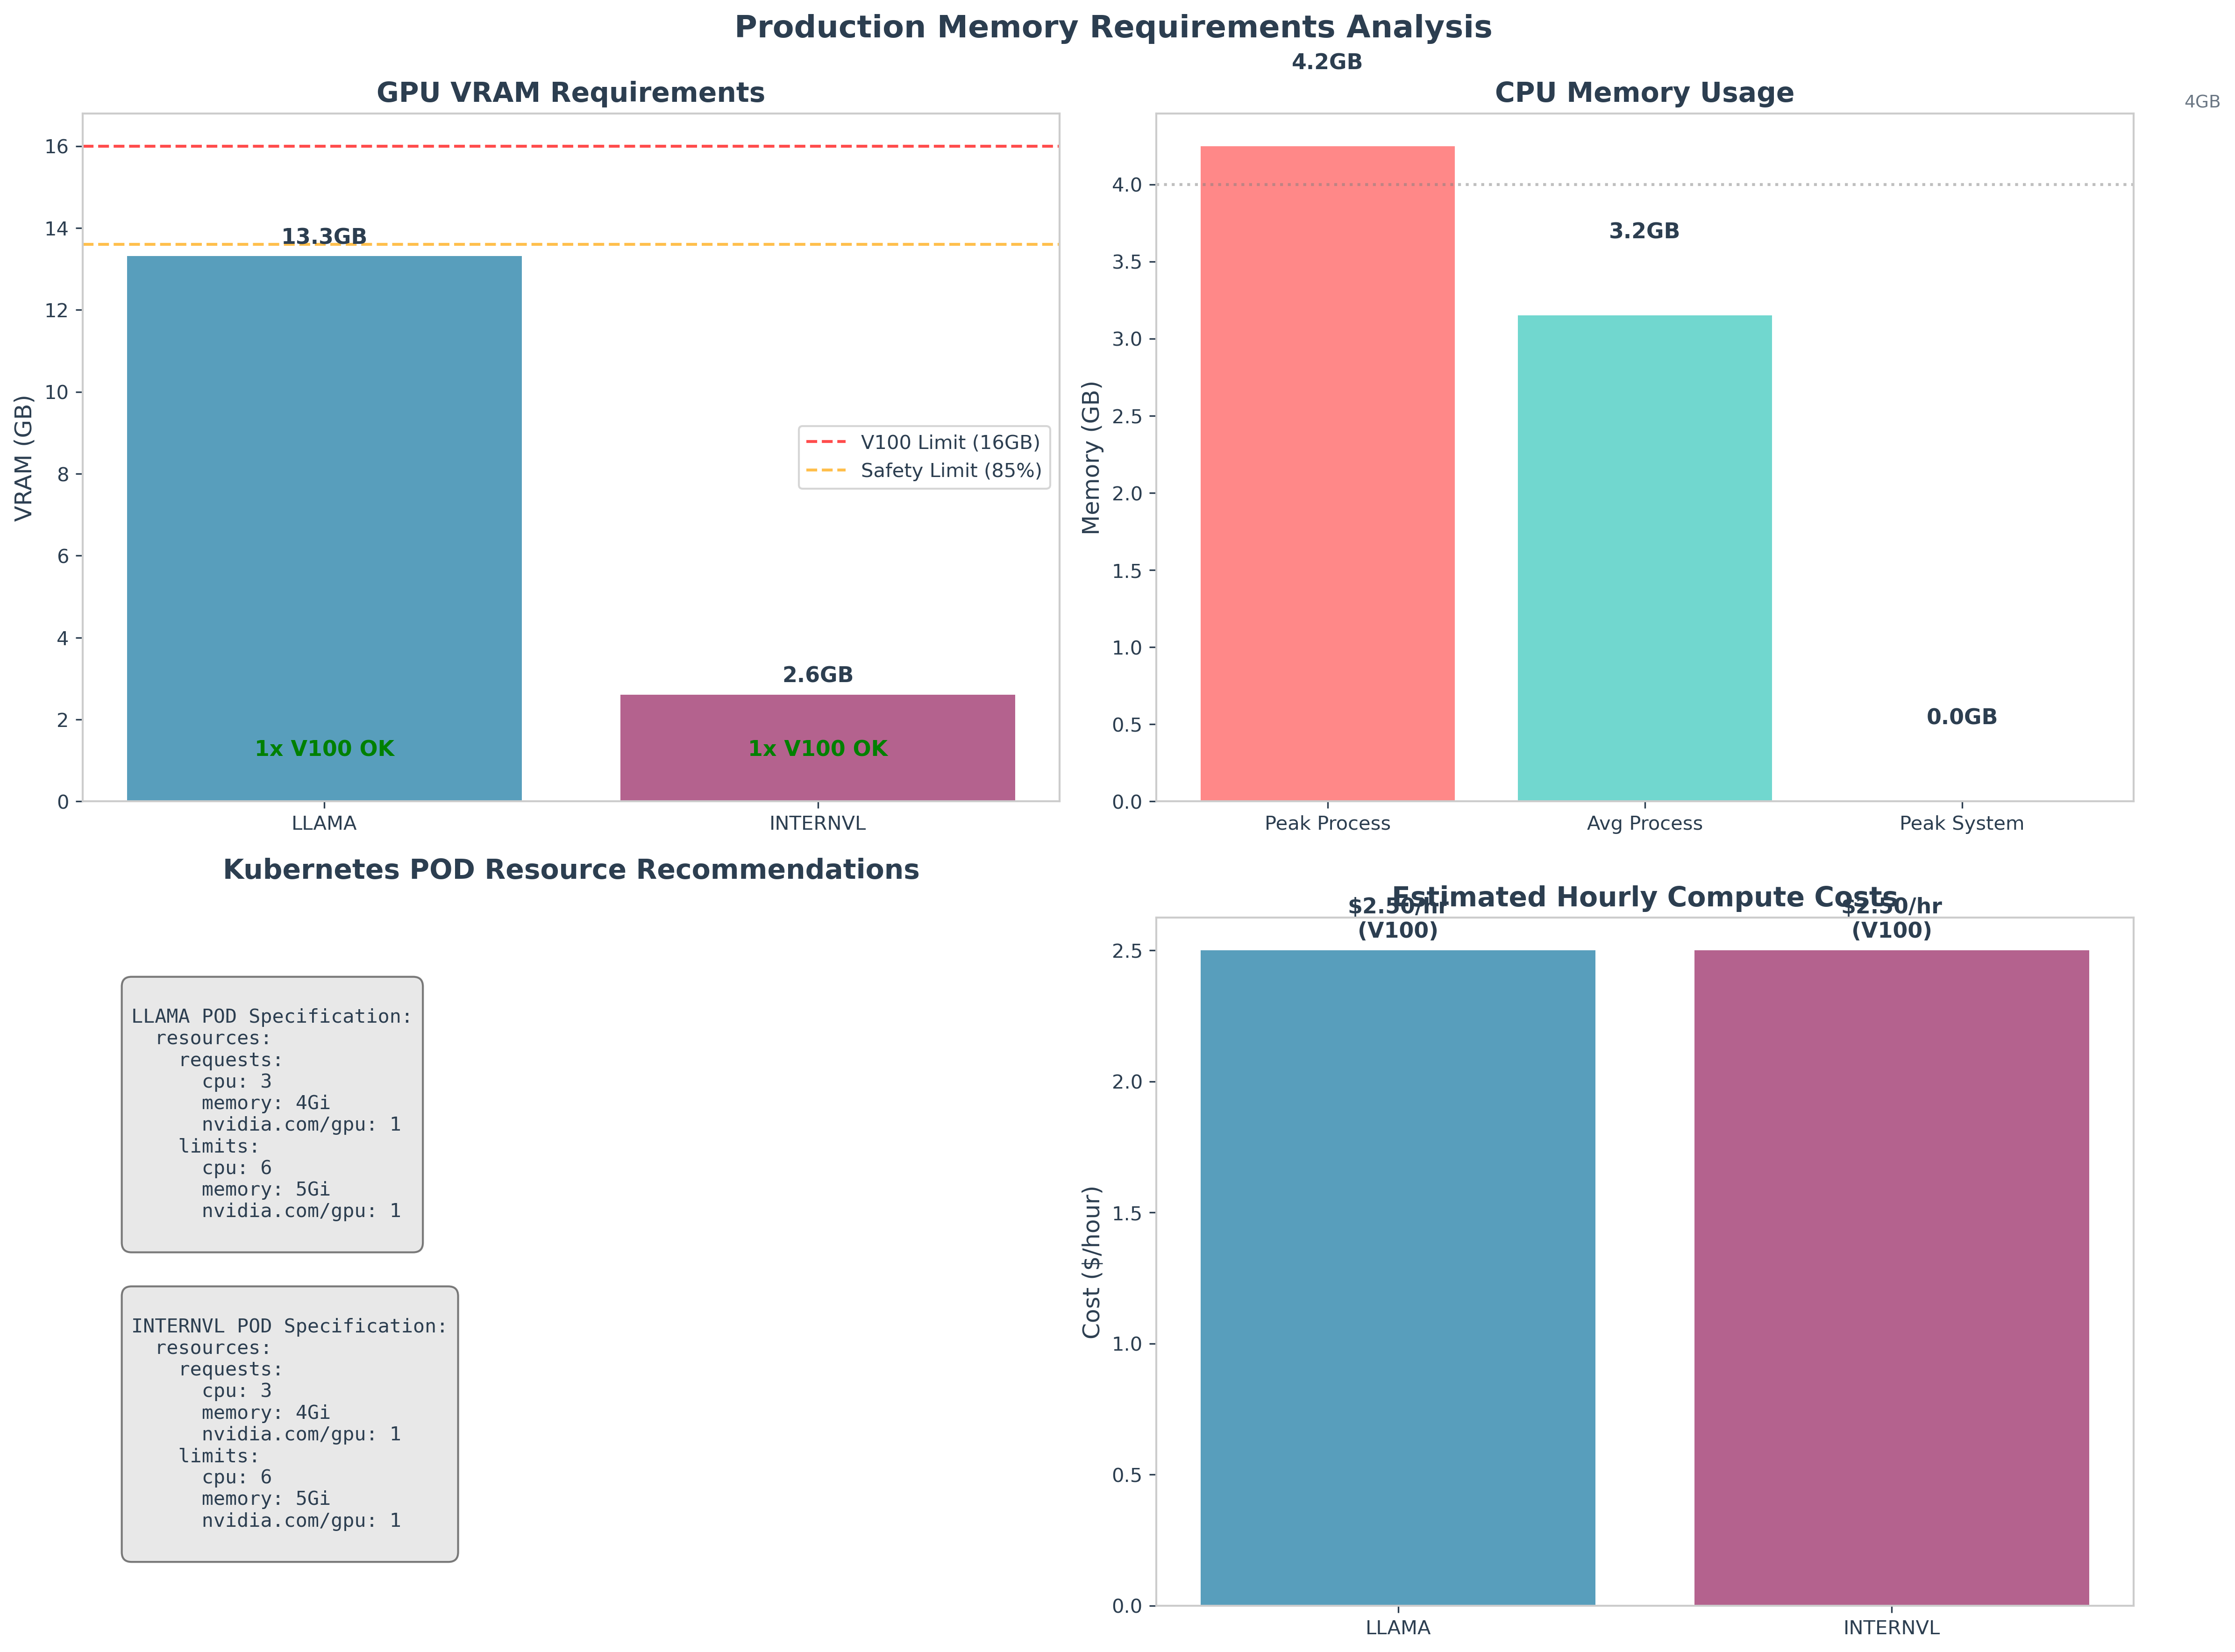 Production Memory Requirements Analysis
GPU VRAM Requirements
VRAM (GB)
16
14
12
10
8
6
4
2
0
13.3GB
2.6GB
1x V100 OK
1x V100 OK
V100 Limit (16GB)
Safety Limit (85%)
LLAMA
INTERNVL
4.2GB
CPU Memory Usage
4GB
Memory (GB)
4.0
3.5
3.0
2.5
2.0
1.5
1.0
0.5
0.0
3.2GB
0.0GB
Peak Process
Avg Process
Peak System
Kubernetes POD Resource Recommendations
LLAMA POD Specification:
resources:
requests:
cpu: 3
memory: 4Gi
nvidia.com/gpu: 1
limits:
cpu: 6
memory: 5Gi
nvidia.com/gpu: 1
INTERNVL POD Specification:
resources:
requests:
cpu: 3
memory: 4Gi
nvidia.com/gpu: 1
limits:
cpu: 6
memory: 5Gi
nvidia.com/gpu: 1
Estimated Hourly Compute Costs
$2.50/hr
(V100)
$2.50/hr
(V100)
Cost ($/hour)
2.5
2.0
1.5
1.0
0.5
0.0
LLAMA
INTERNVL